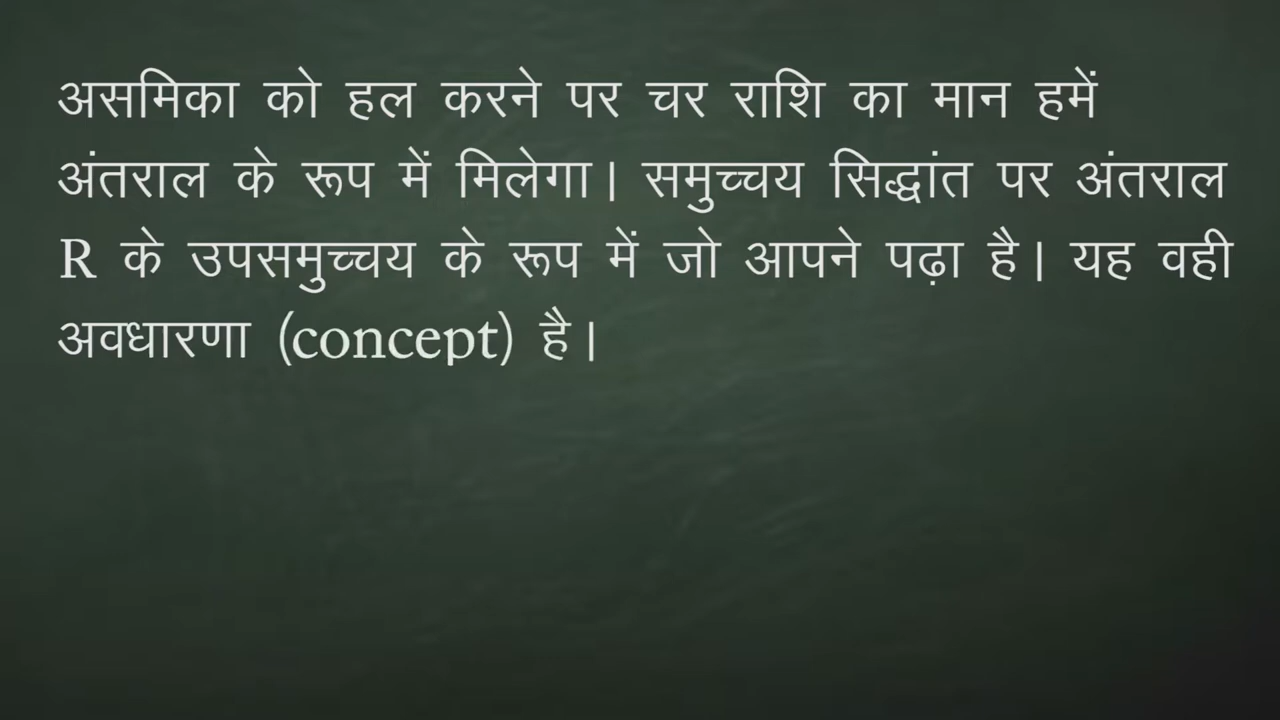 असमिका को हल करने पर चर राशि का मान हमें
अंतराल के रूप में मिलेगा। समुच्चय सिद्धांत पर अंतराल
R के उपसमुच्चय के रूप में जो आपने पढ़ा है। यह वही
अवधारणा (concept) है।